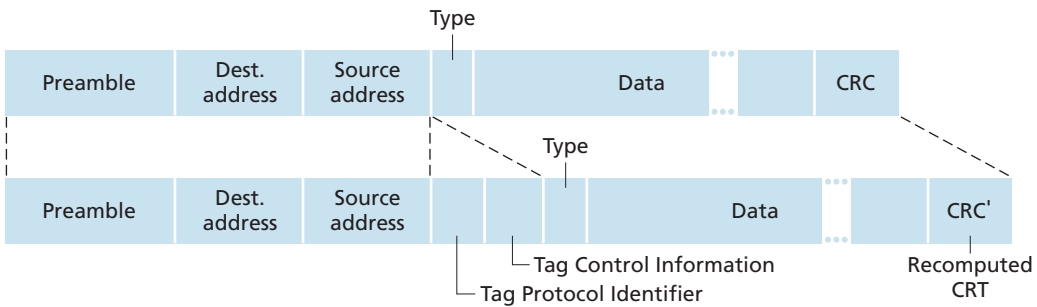 Type
Preamble
Dest.
address
Source
address
Data
CRC
Type
Preamble
Dest.
address
Source
address
Data
CRC'
Tag Control Information
Tag Protocol Identifier
Recomputed
CRT